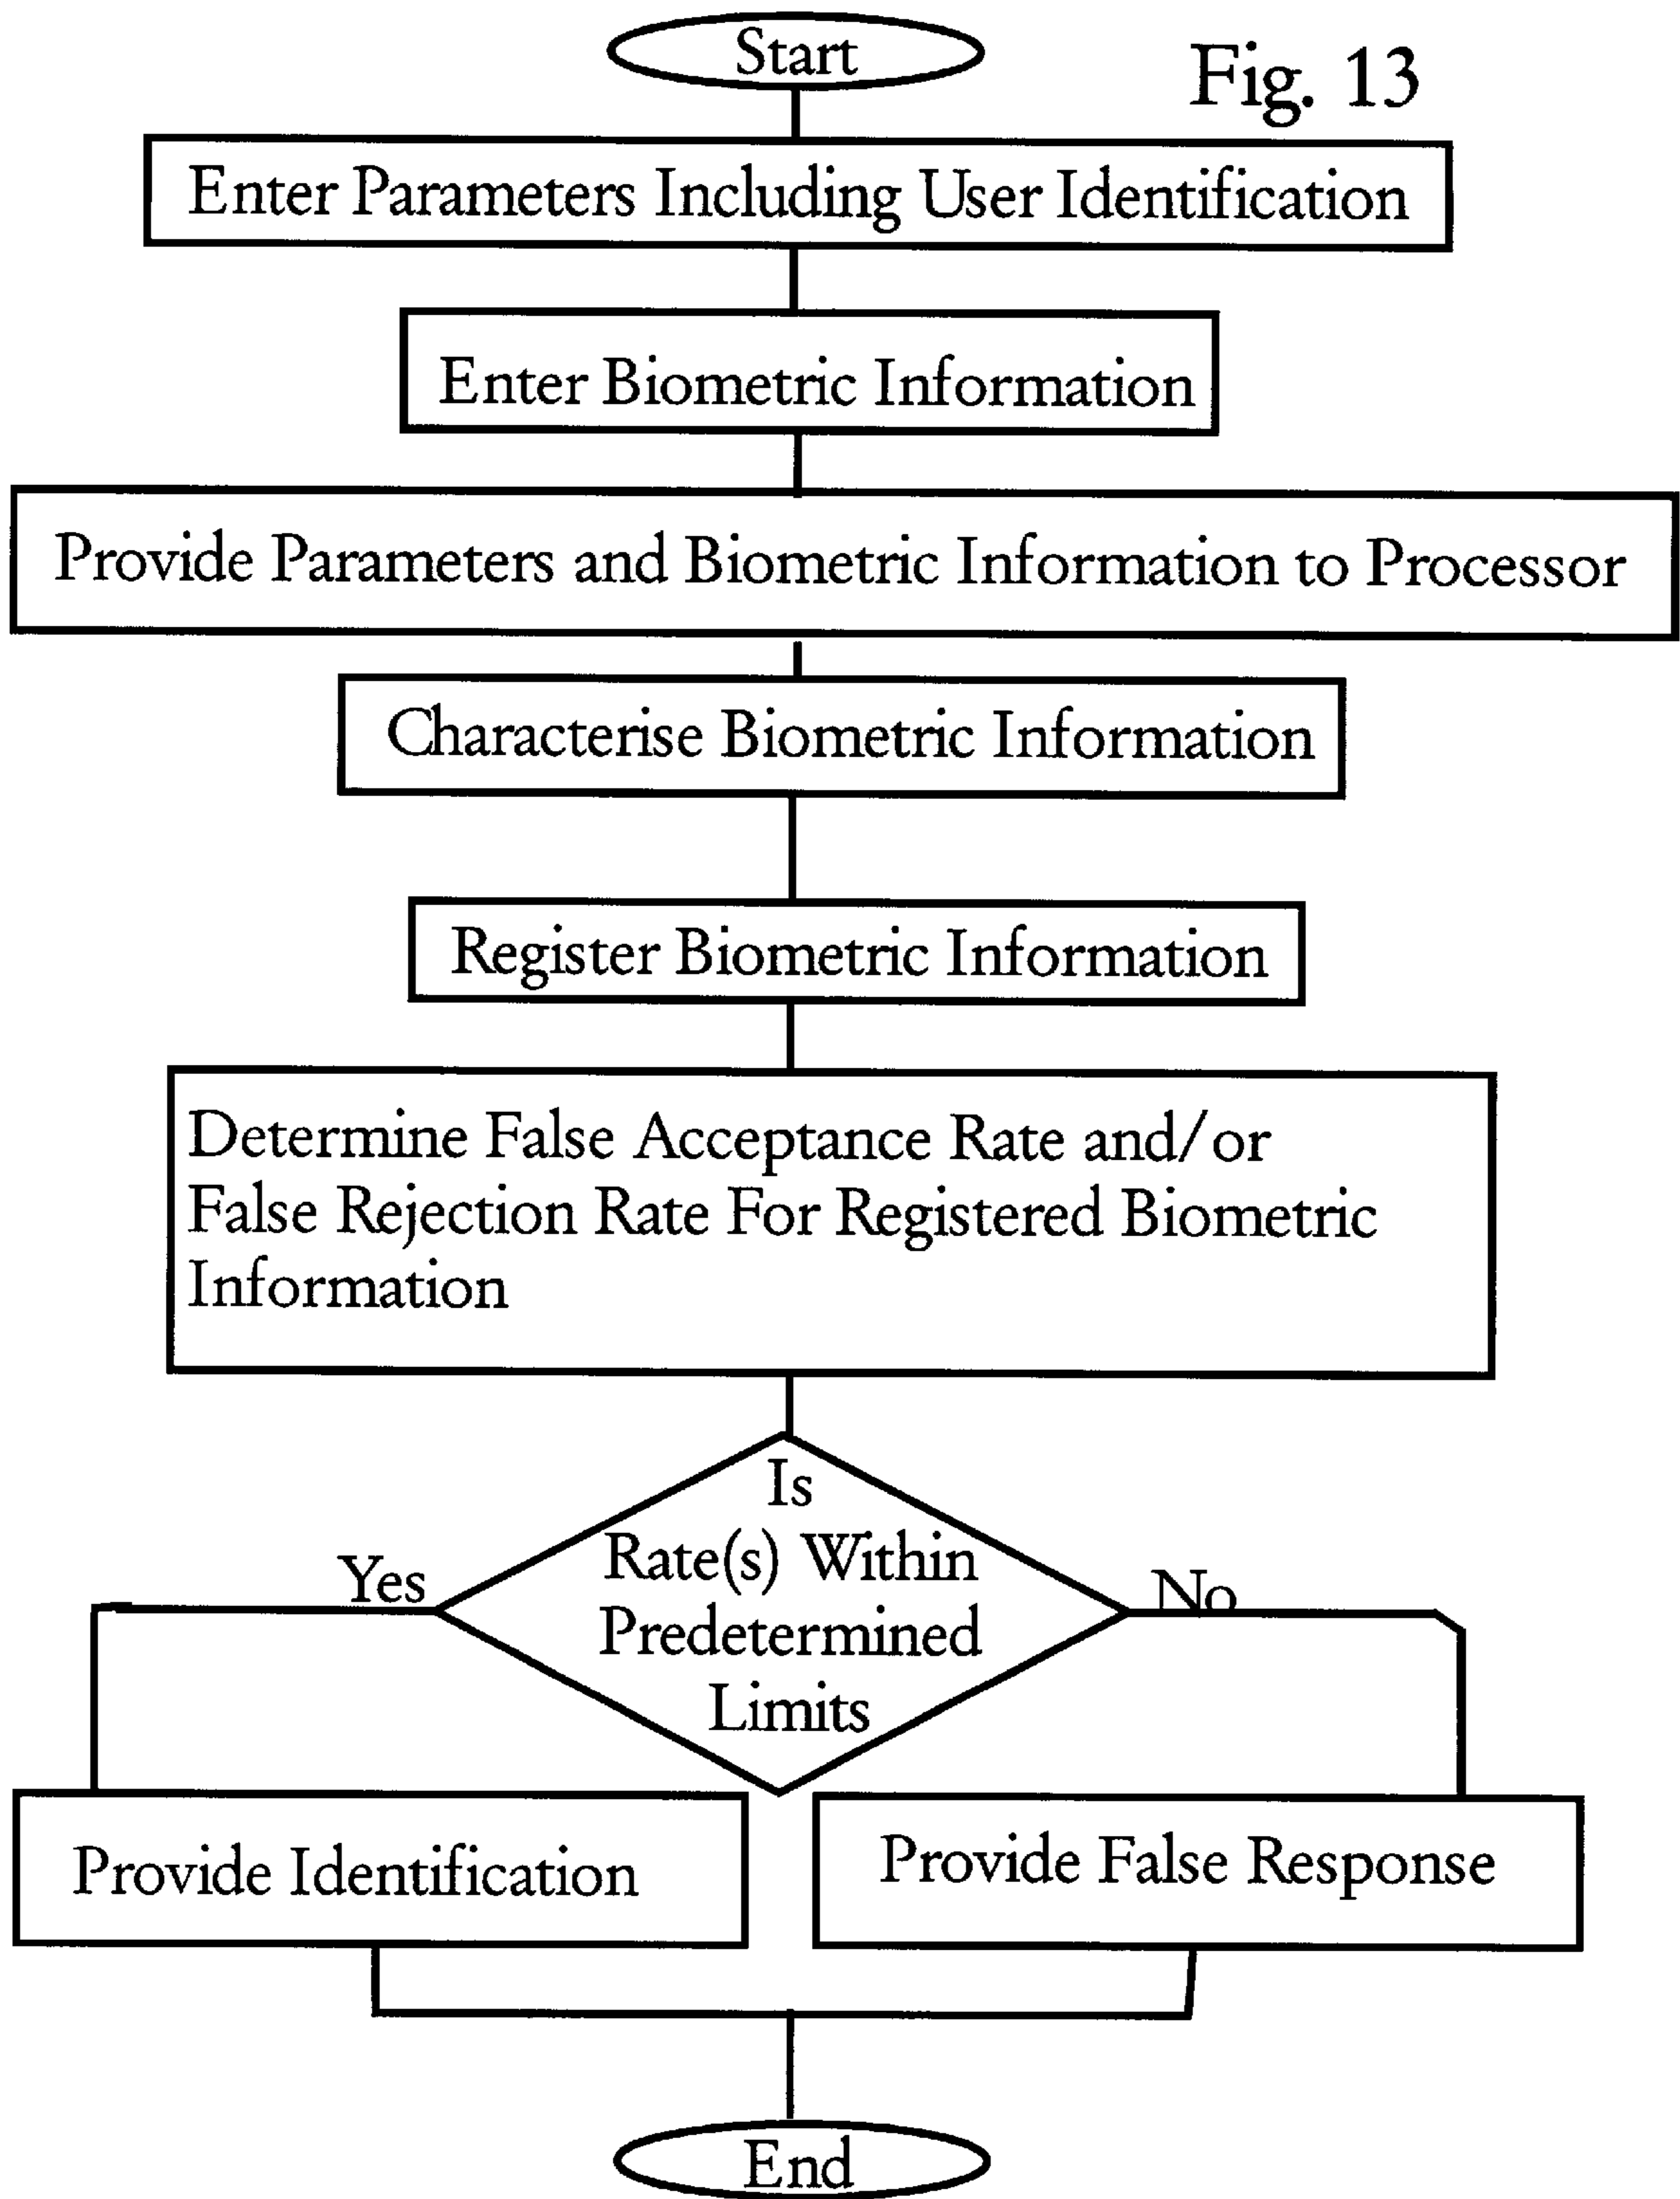 Start
Fig. 13
Enter Parameters Including User Identification
Enter Biometric Information
Provide Parameters and Biometric Information to Processor
Characterise Biometric Information
Register Biometric Information
Determine False Acceptance Rate and/or
False Rejection Rate For Registered Biometric
Information
Is
Rate(s) Within
Predetermined
Limits
Yes
No
Provide Identification
Provide False Response
End